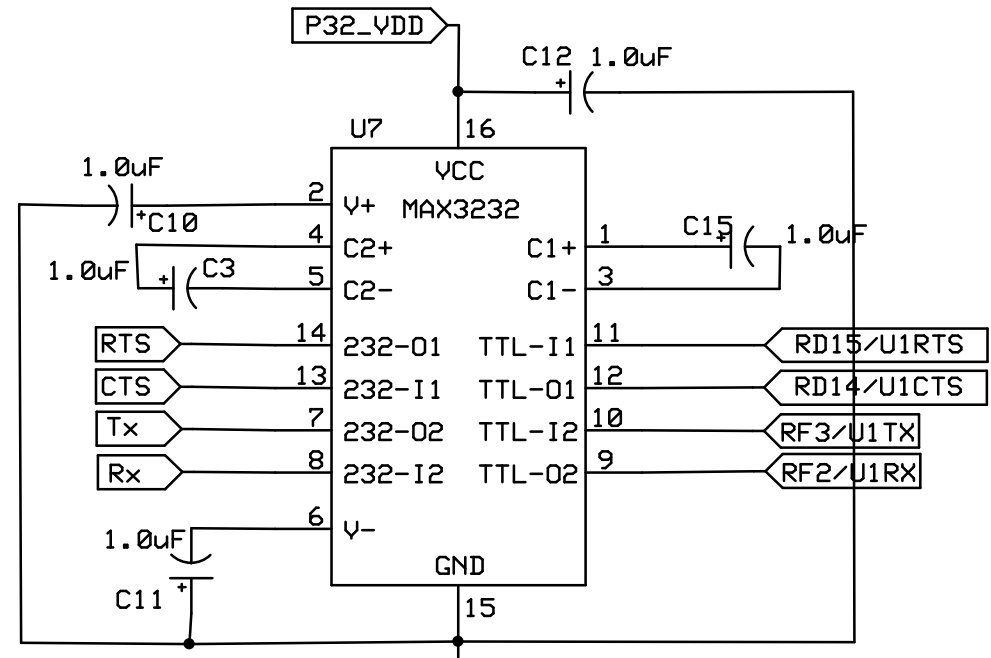 P32_VDD
C12 1.0uF
+
U7
16
1.0uF
VCC
2
V+
MAX3232
+
C10
4
C2+
C15
+
1.0uF
1
C1+
1.0uF
+
C3
5
C2-
3
C1-
RTS
14
232-O1
TTL-I1
11
RD15/U1RTS
CTS
13
232-I1
TTL-O1
12
RD14/U1CTS
Tx
7
232-O2
TTL-I2
10
RF3/U1TX
Rx
8
232-I2
TTL-O2
9
RF2/U1RX
6
V-
1.0uF
GND
+
C11
15